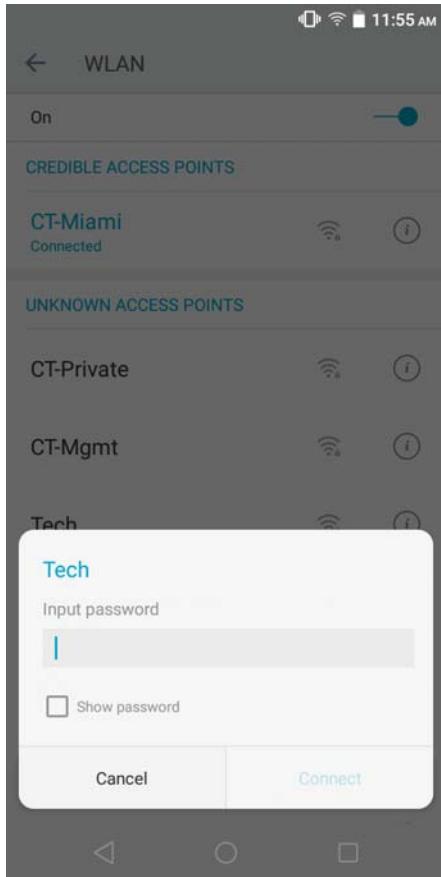 11:55 AM
WLAN
On
CREDIBLE ACCESS POINTS
CT-Miami
Connected
UNKNOWN ACCESS POINTS
CT-Private
CT-Mgmt
Tech
Tech
Input password
Show password
Cancel Connect